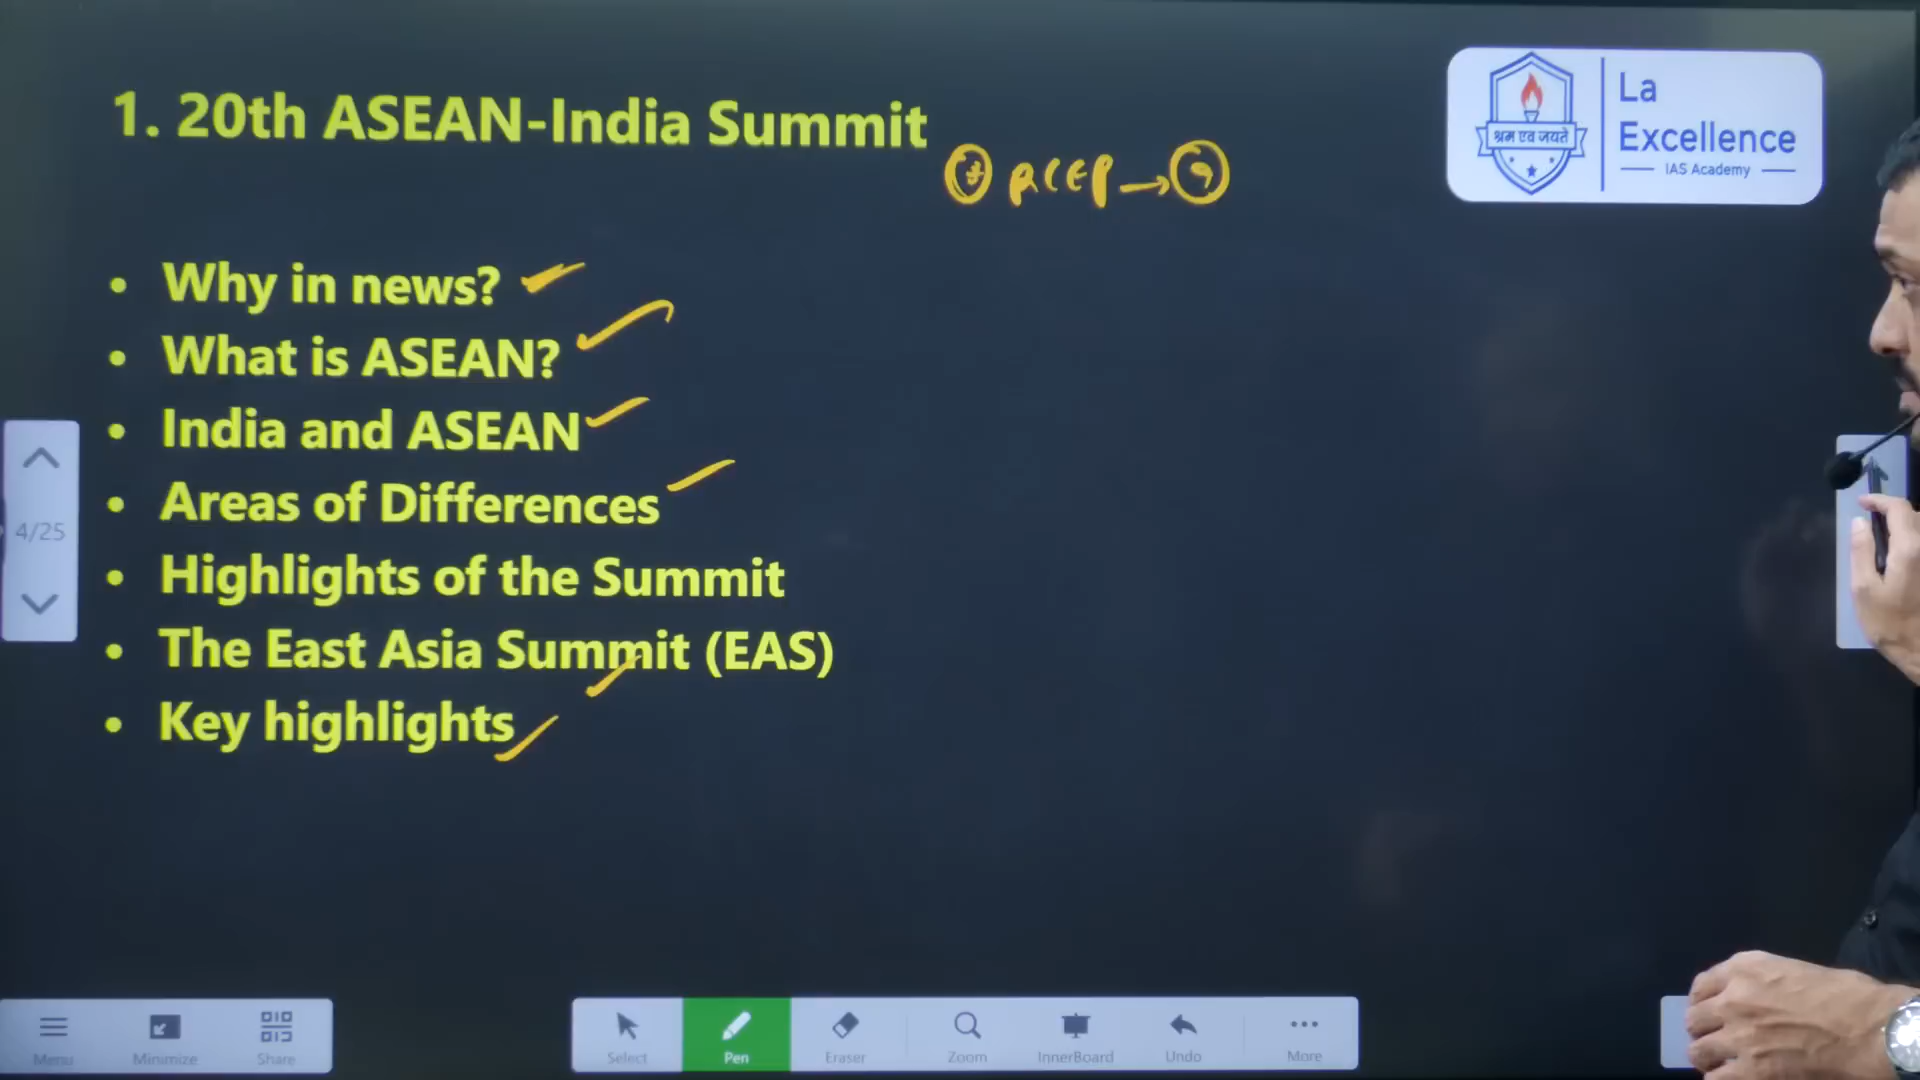 1. 20th ASEAN-India Summit
RCEP →
• Why in news?
• What is ASEAN?
• India and ASEAN
• Areas of Differences
• Highlights of the Summit
• The East Asia Summit (EAS)
• Key highlights
श्रम एव जयते
La
Excellence
IAS Academy
4/25
Menu
Minimize
Share
Select
Pen
Eraser
Zoom
InnerBoard
Undo
More